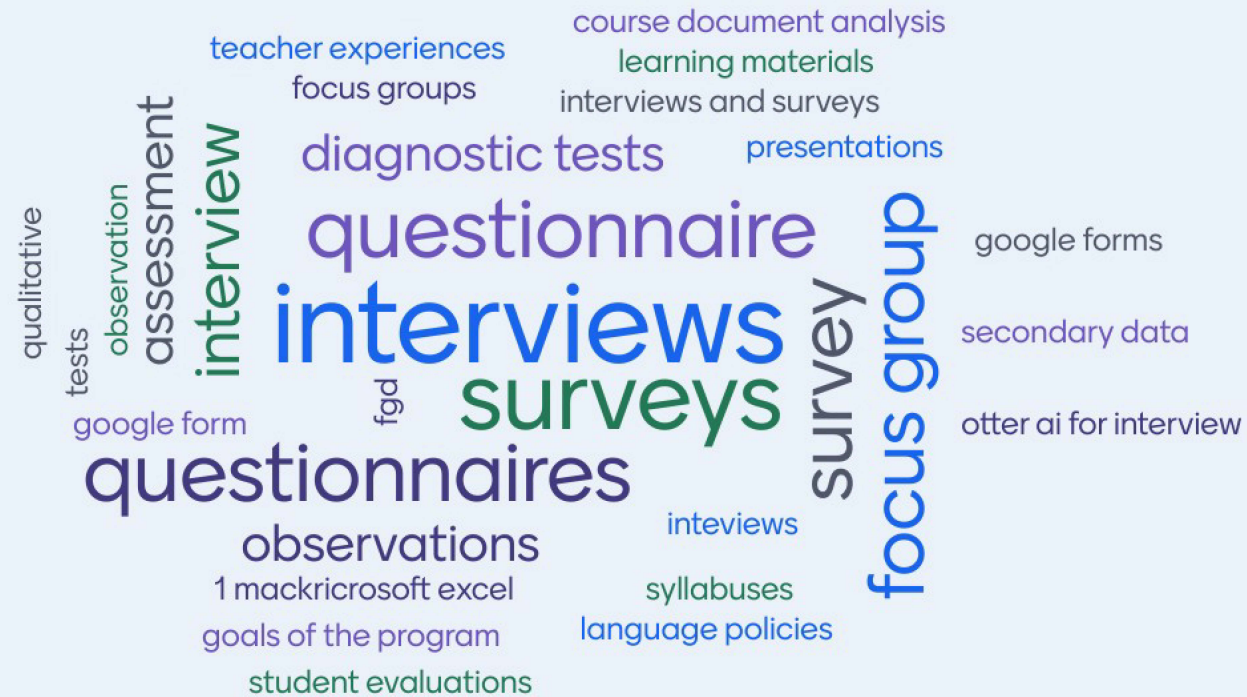 course document analysis
teacher experiences
learning materials
focus groups
interviews and surveys
diagnostic tests
presentations
assessment
interview
observation
qualitative
tests
questionnaire
focus group
google forms
interviews
survey
secondary data
fgd
surveys
google form
otter ai for interview
questionnaires
inteviews
observations
1 mackricrosoft excel
syllabuses
goals of the program
language policies
student evaluations